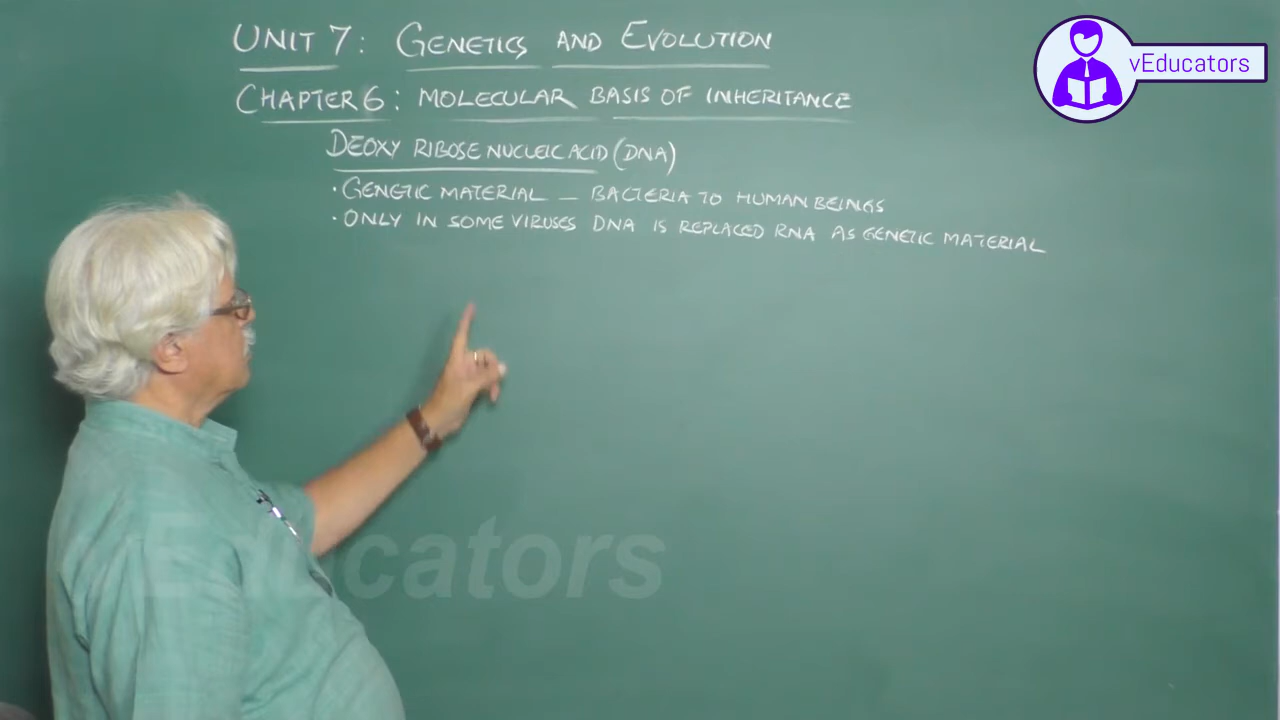 UNIT 7: GENETICS AND EVOLUTION
CHAPTER 6: MOLECULAR BASIS OF INHERITANCE
DEOXY RIBOSE NUCLEIC ACID (DNA)
· GENETIC MATERIAL — BACTERIA TO HUMAN BEINGS
· ONLY IN SOME VIRUSES DNA IS REPLACED RNA AS GENETIC MATERIAL
vEducators
Educators